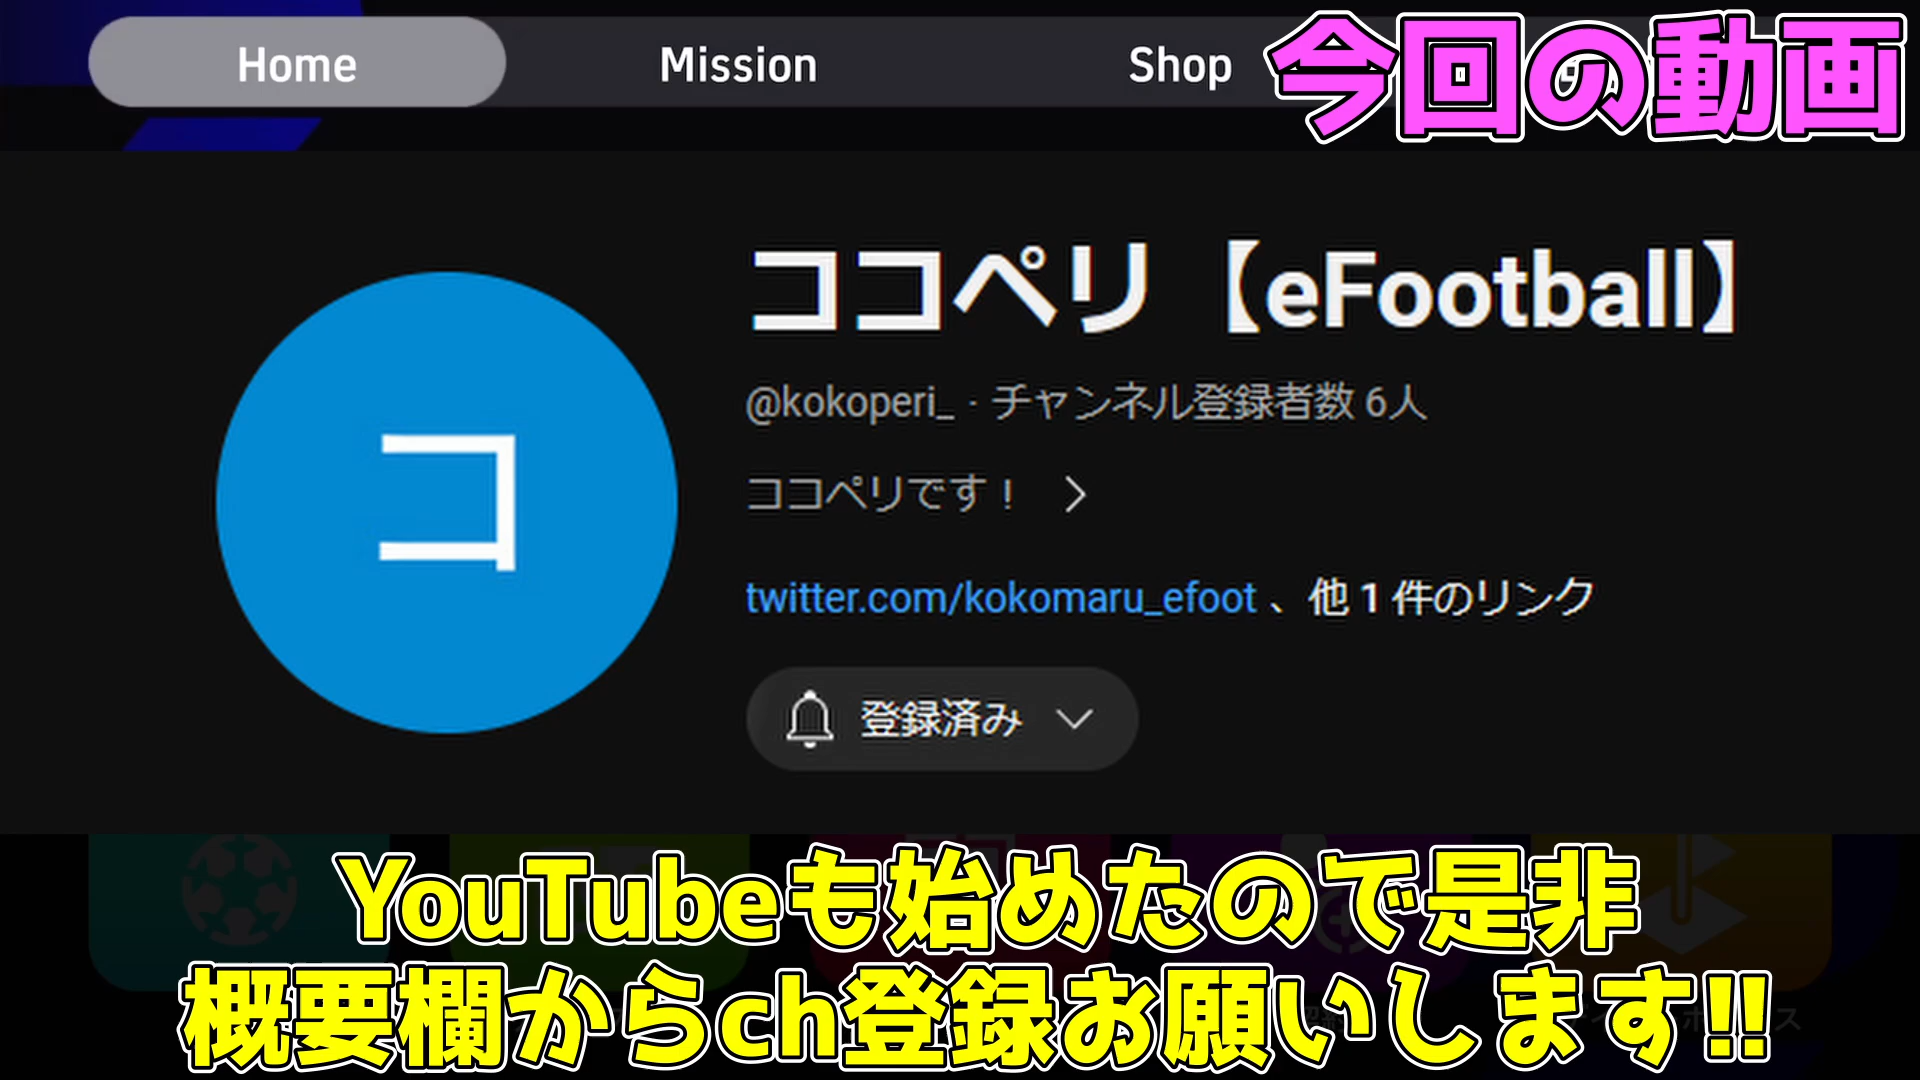 Home Mission Shop
今回の動画
ココペリ【eFootball】
コ
@kokoperi_ · チャンネル登録者数 6人
ココペリです！
twitter.com/kokomaru_efoot 、他 1 件のリンク
登録済み
YouTubeも始めたので是非
概要欄からch登録お願いします!!